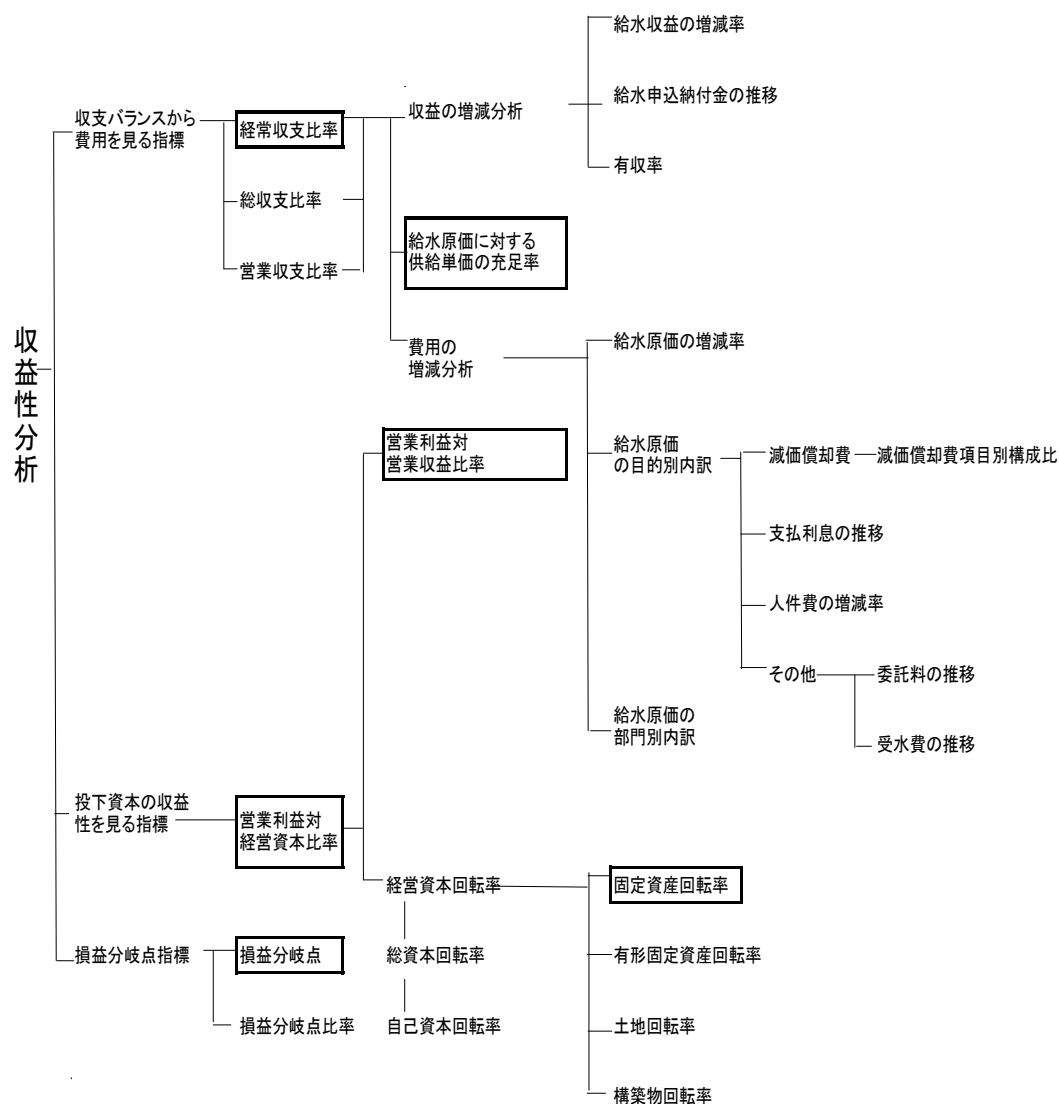 収益性分析
収支バランスから
費用を見る指標
経常収支比率
総収支比率
営業収支比率
収益の増減分析
給水収益の増減率
給水申込納付金の推移
有収率
給水原価に対する
供給単価の充足率
費用の
増減分析
給水原価の増減率
給水原価
の目的別内訳
減価償却費
減価償却費項目別構成比
支払利息の推移
人件費の増減率
その他
委託料の推移
受水費の推移
給水原価の
部門別内訳
投下資本の収益
性を見る指標
営業利益対
経営資本比率
営業利益対
営業収益比率
経営資本回転率
総資本回転率
自己資本回転率
固定資産回転率
有形固定資産回転率
土地回転率
構築物回転率
損益分岐点指標
損益分岐点
損益分岐点比率